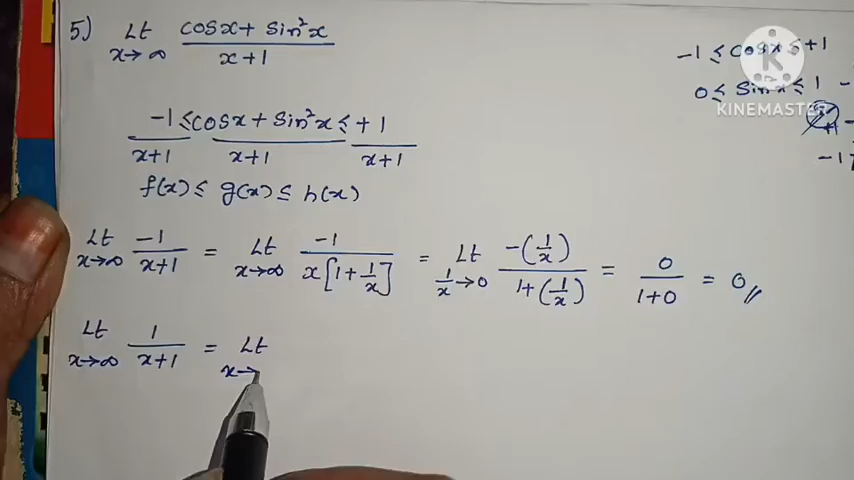 5) Lt x→∞ cosx + sin²x / x+1
-1 ≤ cosx ≤ +1
0 ≤ sin x ≤ 1
KINEMASTER
-1/x+1 ≤ cosx + sin²x/x+1 ≤ +1/x+1
f(x) ≤ g(x) ≤ h(x)
Lt x→∞ -1/x+1 = Lt x→∞ -1/x[1+1/x] = Lt 1/x→0 -(1/x)/1+(1/x) = 0/1+0 = 0,,
Lt x→∞ 1/x+1 = Lt x→